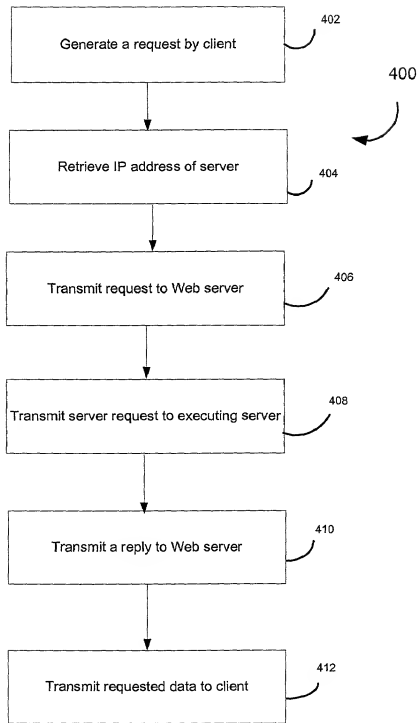 Generate a request by client
402
400
Retrieve IP address of server
404
Transmit request to Web server
406
Transmit server request to executing server
408
Transmit a reply to Web server
410
Transmit requested data to client
412